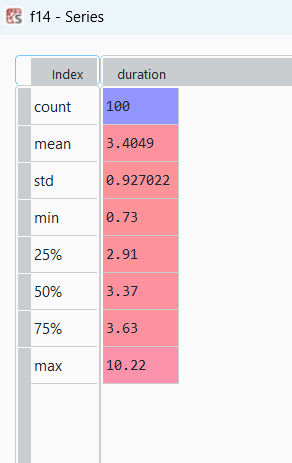 f14 - Series
Index duration
count 100
mean 3.4049
std 0.927022
min 0.73
25% 2.91
50% 3.37
75% 3.63
max 10.22